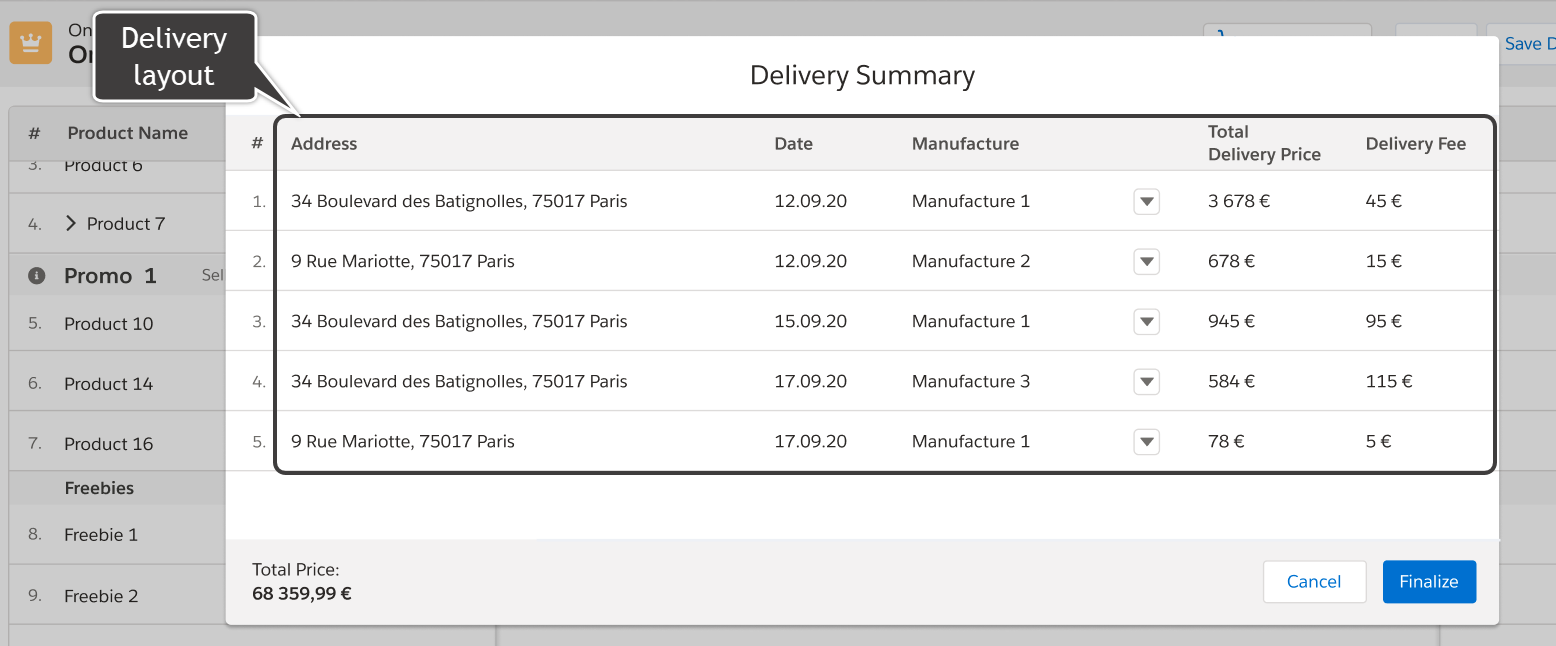 On
Or
Delivery
layout
Save D
Delivery Summary
# Product Name
3. Product 6
4. Product 7
Promo 1 Sel
5. Product 10
6. Product 14
7. Product 16
Freebies
8. Freebie 1
9. Freebie 2
# Address Date Manufacture Total Delivery Price Delivery Fee
1. 34 Boulevard des Batignolles, 75017 Paris 12.09.20 Manufacture 1 3 678 € 45 €
2. 9 Rue Mariotte, 75017 Paris 12.09.20 Manufacture 2 678 € 15 €
3. 34 Boulevard des Batignolles, 75017 Paris 15.09.20 Manufacture 1 945 € 95 €
4. 34 Boulevard des Batignolles, 75017 Paris 17.09.20 Manufacture 3 584 € 115 €
5. 9 Rue Mariotte, 75017 Paris 17.09.20 Manufacture 1 78 € 5 €
Total Price:
68 359,99 €
Cancel Finalize